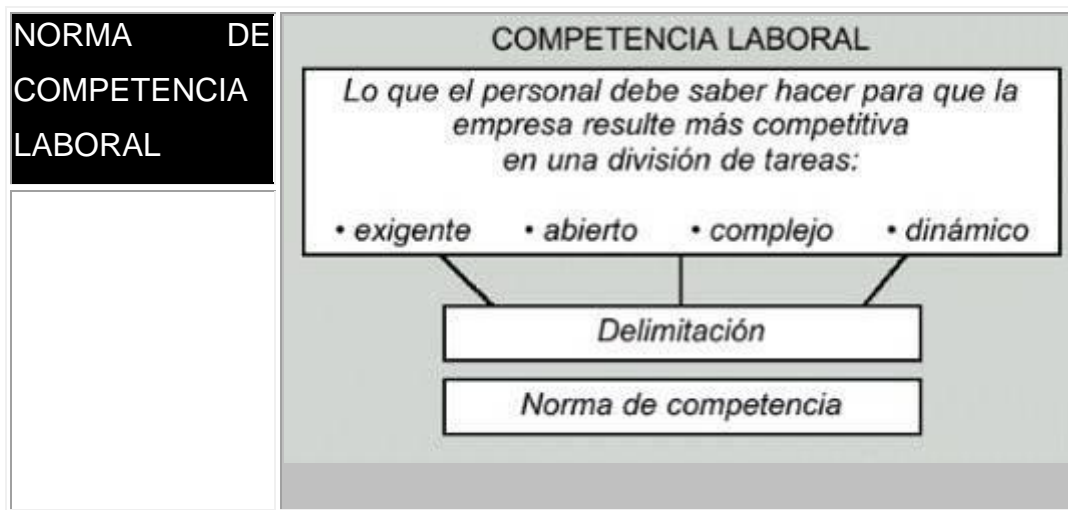 NORMA DE
COMPETENCIA
LABORAL
COMPETENCIA LABORAL
Lo que el personal debe saber hacer para que la
empresa resulte más competitiva
en una división de tareas:
• exigente • abierto • complejo • dinámico
Delimitación
Norma de competencia